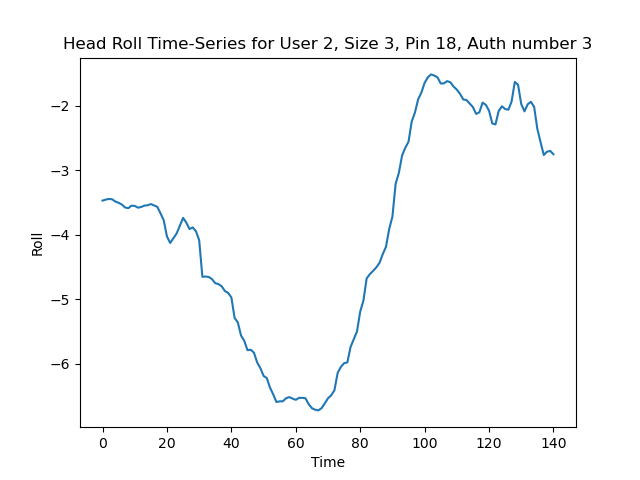 Head Roll Time-Series for User 2, Size 3, Pin 18, Auth number 3
−2
−3
−4
−5
−6
Roll
0 20 40 60 80 100 120 140
Time